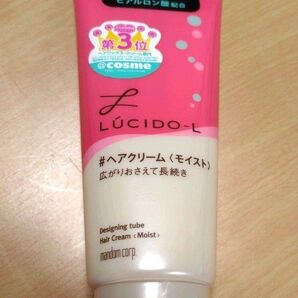 ヒアルロン酸配合
第3位
@cosme
LÚCIDO-L
#ヘアクリーム〈モイスト〉
広がりおさえて長続き
Designing tube
Hair Cream〈Moist〉
mandom corp.